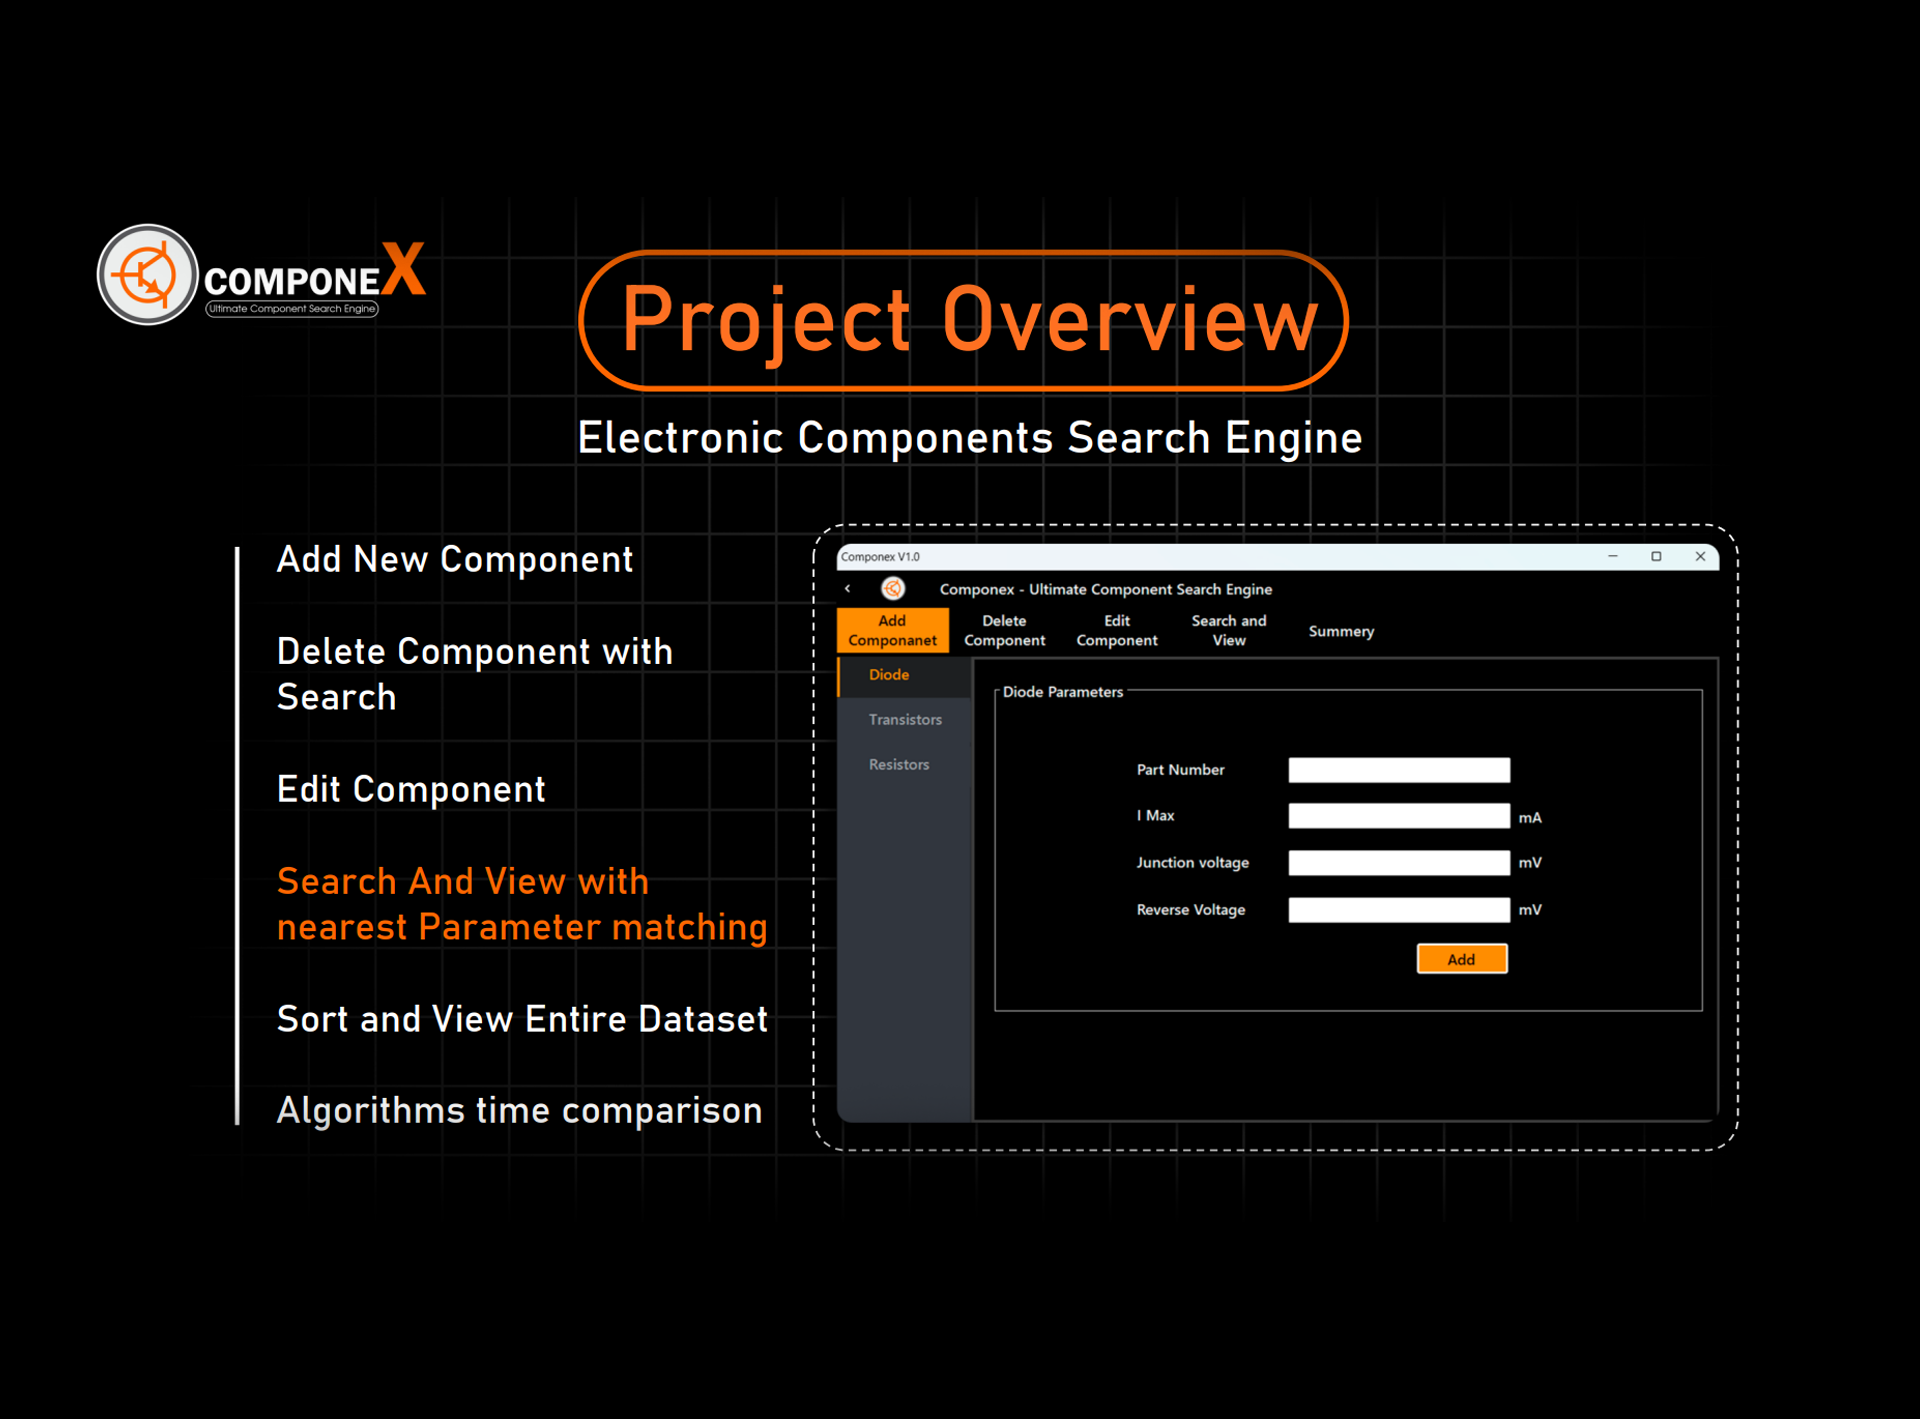 COMPONEX
Ultimate Component Search Engine
Project Overview
Electronic Components Search Engine
Add New Component
Delete Component with
Search
Edit Component
Search And View with
nearest Parameter matching
Sort and View Entire Dataset
Algorithms time comparison
Componex V1.0
Componex - Ultimate Component Search Engine
Add
Componanet
Delete
Component
Edit
Component
Search and
View
Summery
Diode
Transistors
Resistors
Diode Parameters
Part Number
I Max mA
Junction voltage mV
Reverse Voltage mV
Add